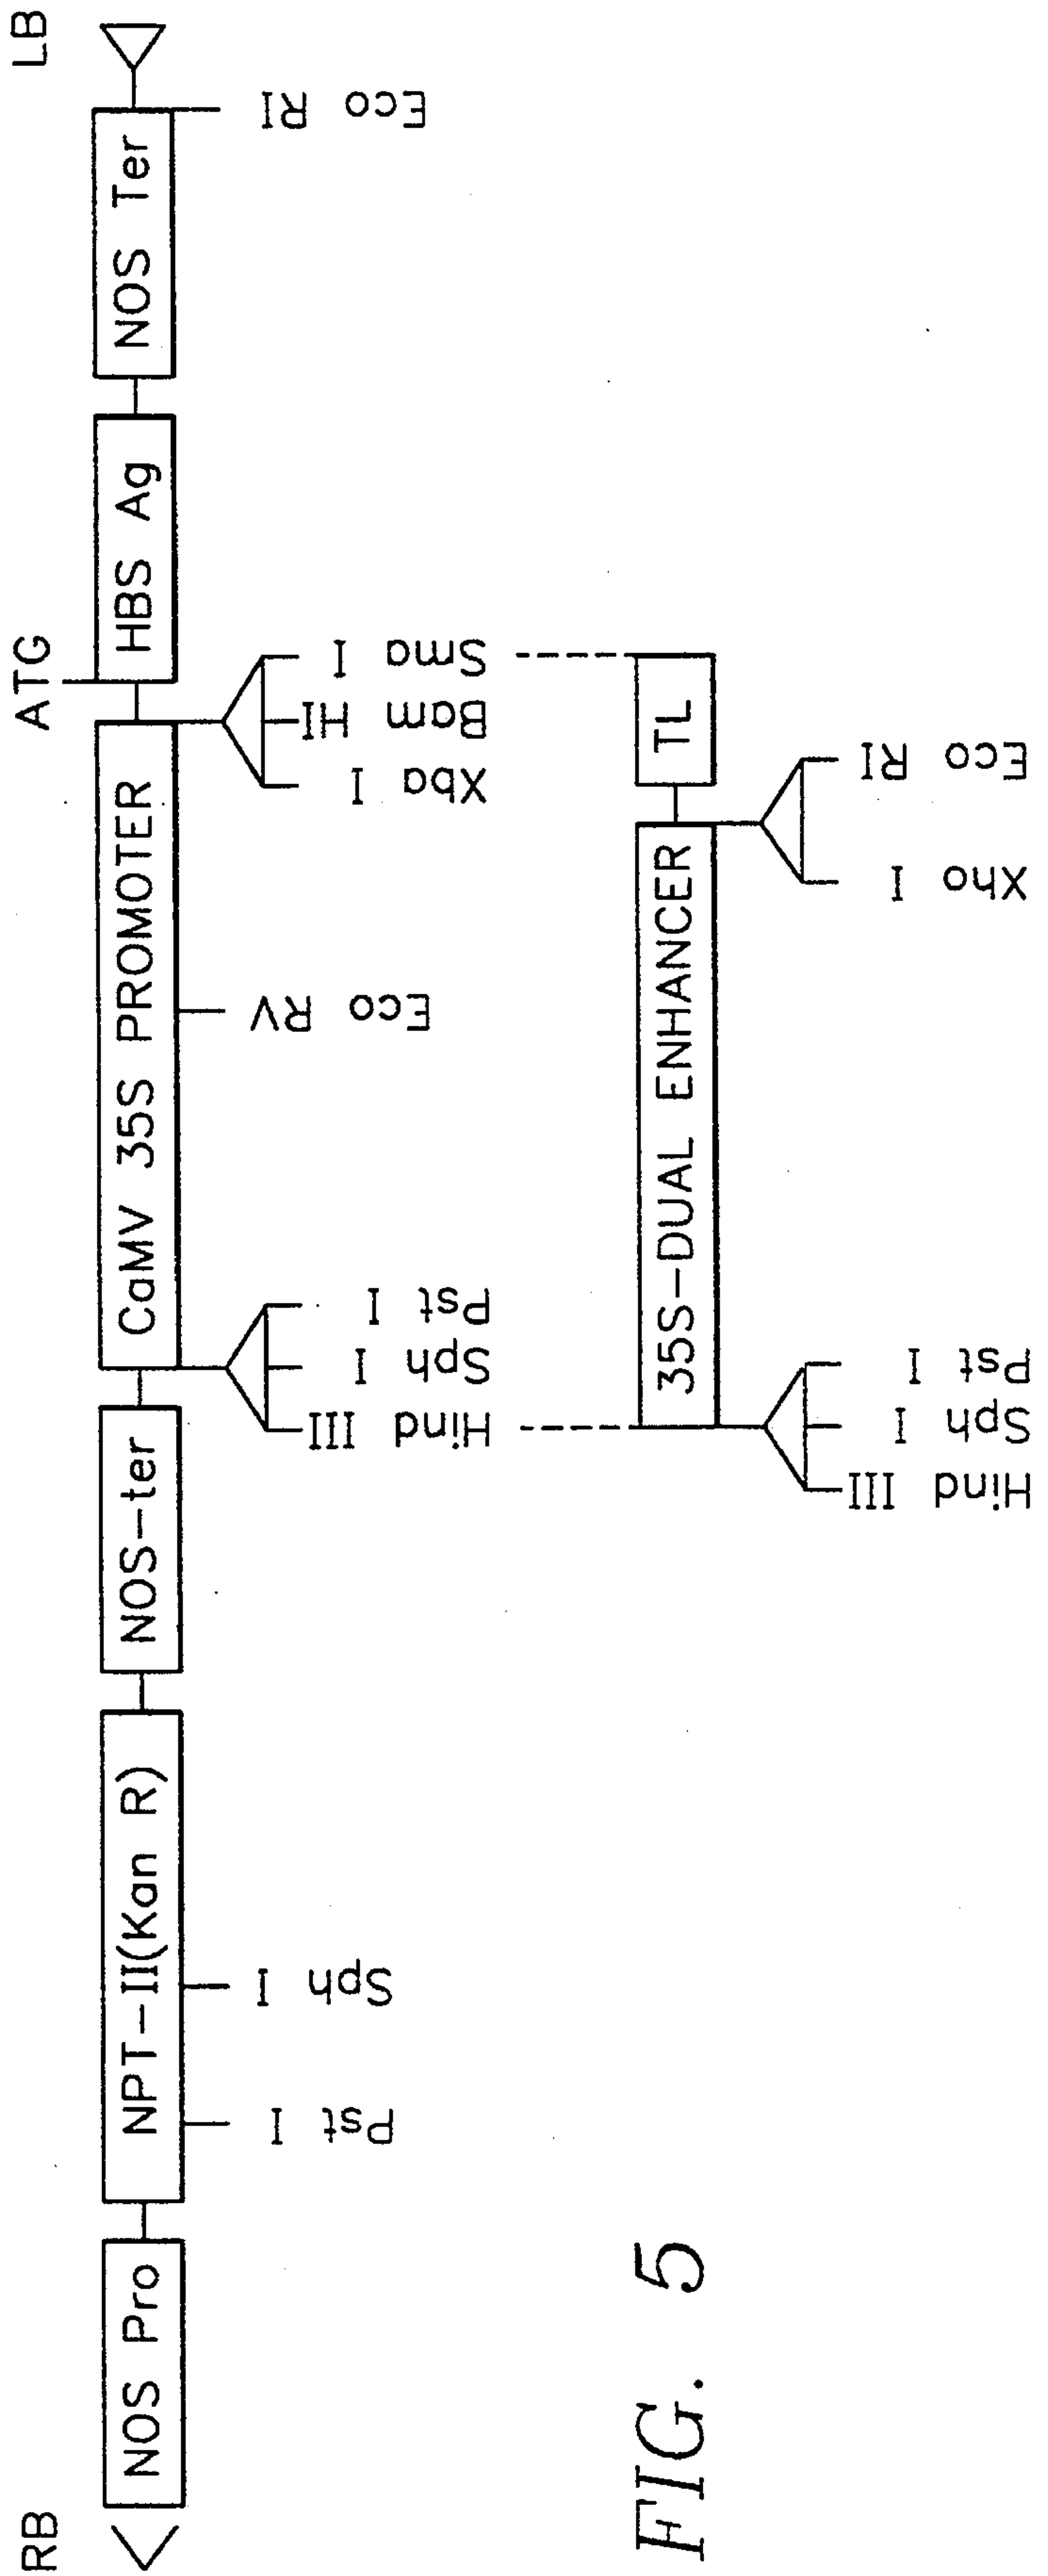 RB
ATG
LB
NOS Pro
NPT-II(Kan R)
NOS-ter
CaMV 35S PROMOTER
HBS Ag
NOS Ter
Pst I
Sph I
Hind III
Sph I
Pst I
Eco RV
Xba I
Bam HI
Sma I
Eco RI
35S-DUAL ENHANCER
TL
Hind III
Sph I
Pst I
Xho I
Eco RI
FIG. 5